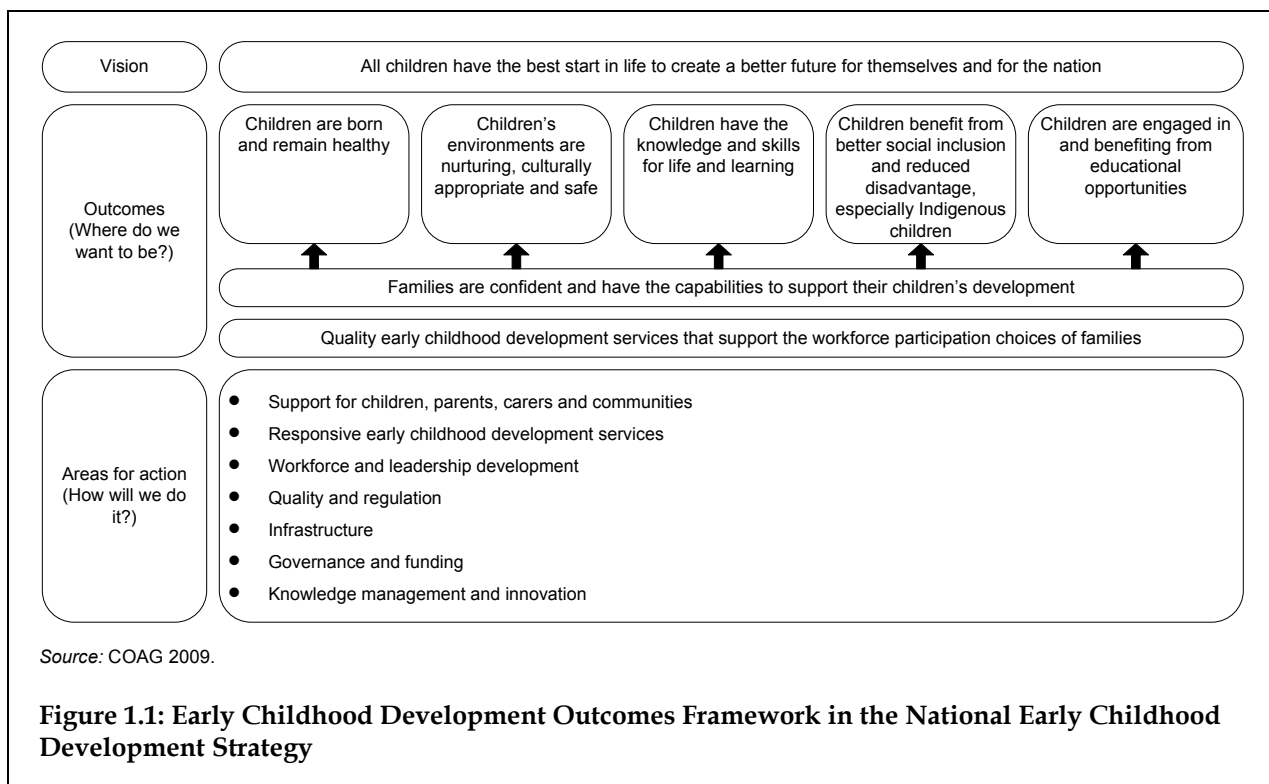 Vision
All children have the best start in life to create a better future for themselves and for the nation
Outcomes
(Where do we
want to be?)
Children are born
and remain healthy
Children’s
environments are
nurturing, culturally
appropriate and safe
Children have the
knowledge and skills
for life and learning
Children benefit from
better social inclusion
and reduced
disadvantage,
especially Indigenous
children
Children are engaged in
and benefiting from
educational
opportunities
Families are confident and have the capabilities to support their children’s development
Quality early childhood development services that support the workforce participation choices of families
Areas for action
(How will we do
it?)
● Support for children, parents, carers and communities
● Responsive early childhood development services
● Workforce and leadership development
● Quality and regulation
● Infrastructure
● Governance and funding
● Knowledge management and innovation
Source: COAG 2009.
Figure 1.1: Early Childhood Development Outcomes Framework in the National Early Childhood
Development Strategy